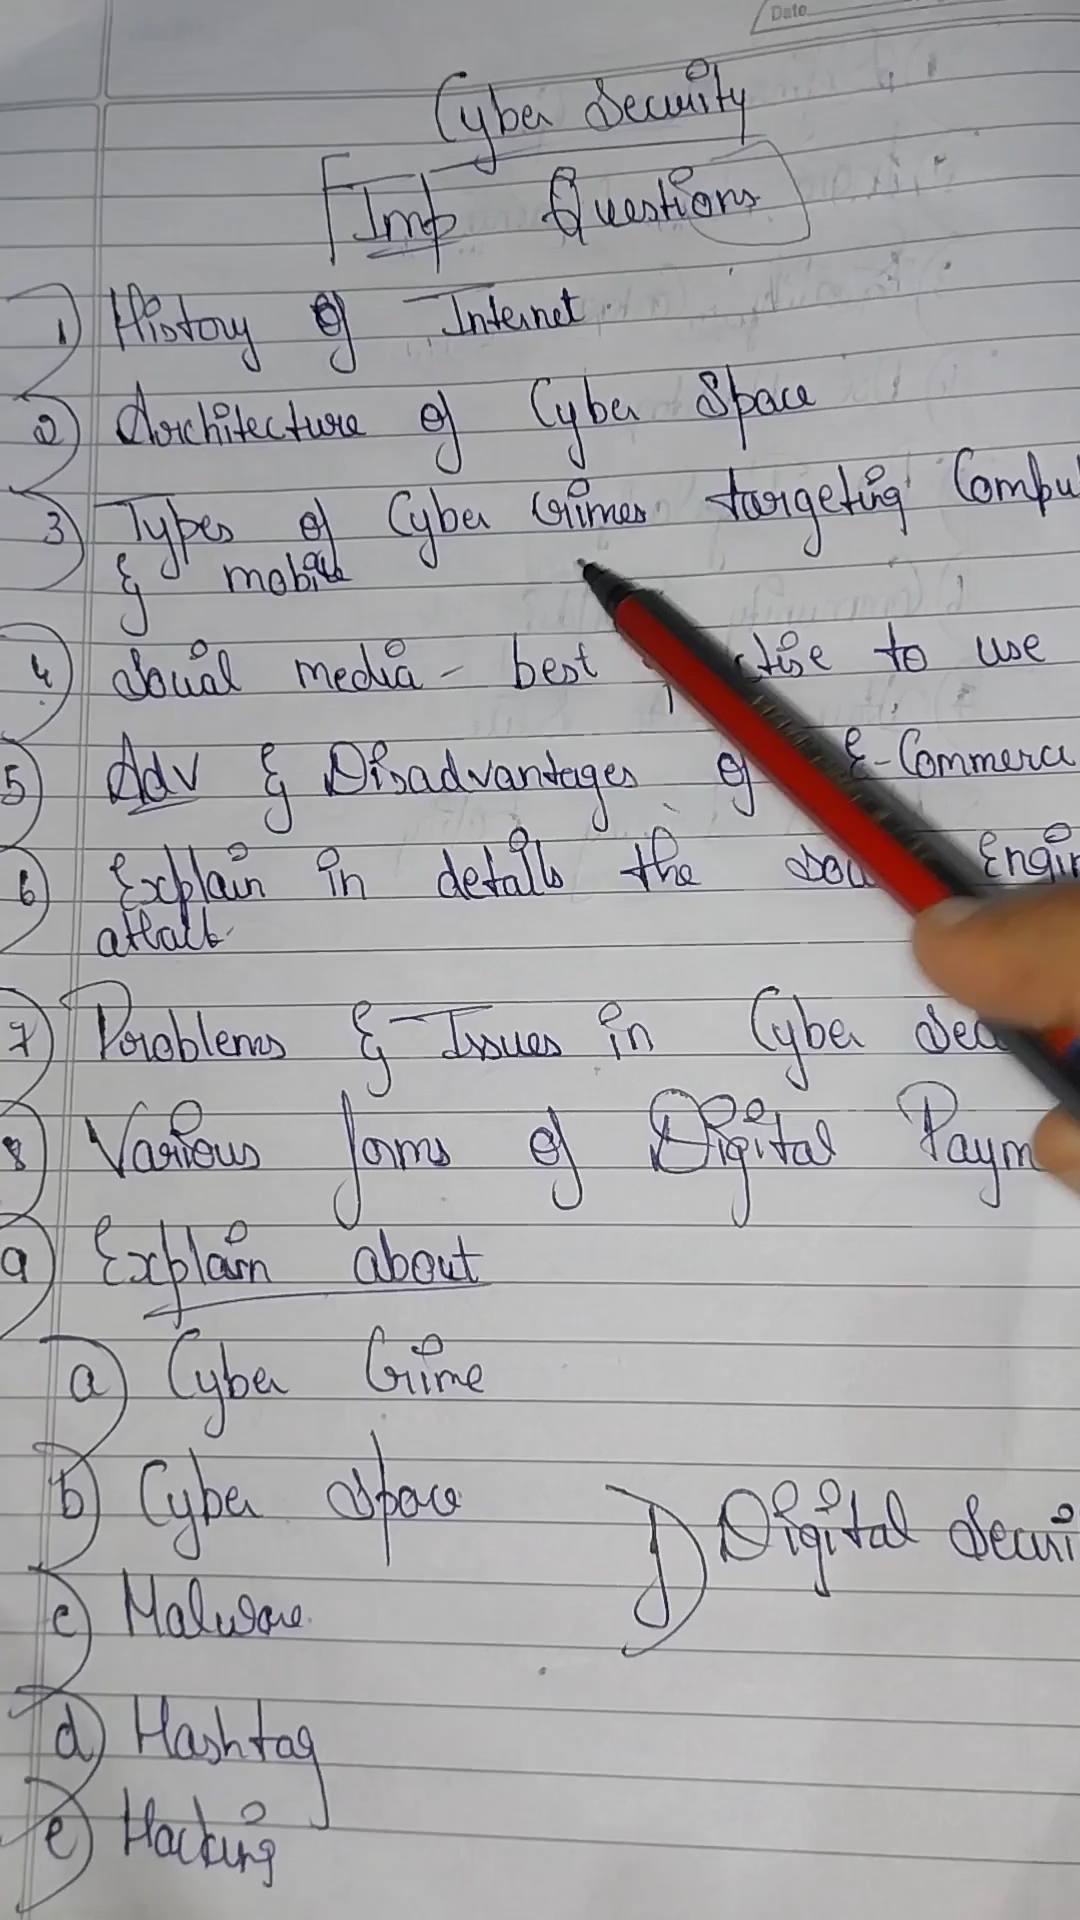 Date
Cyber Security
Imp Questions
1) History of Internet
2) Architecture of Cyber Space
3) Types of Cyber Crimes targeting Compu
& mobile
4) Social media - best to use
5) Adv & Disadvantages of E-Commerc
6) Explain in details the Engin
attack
7) Problems & Issues in Cyber Sec
8) Various forms of Digital Paym
9) Explain about
a) Cyber Crime
b) Cyber Space
c) Malware
f) Digital Securi
d) Hashtag
e) Hacking